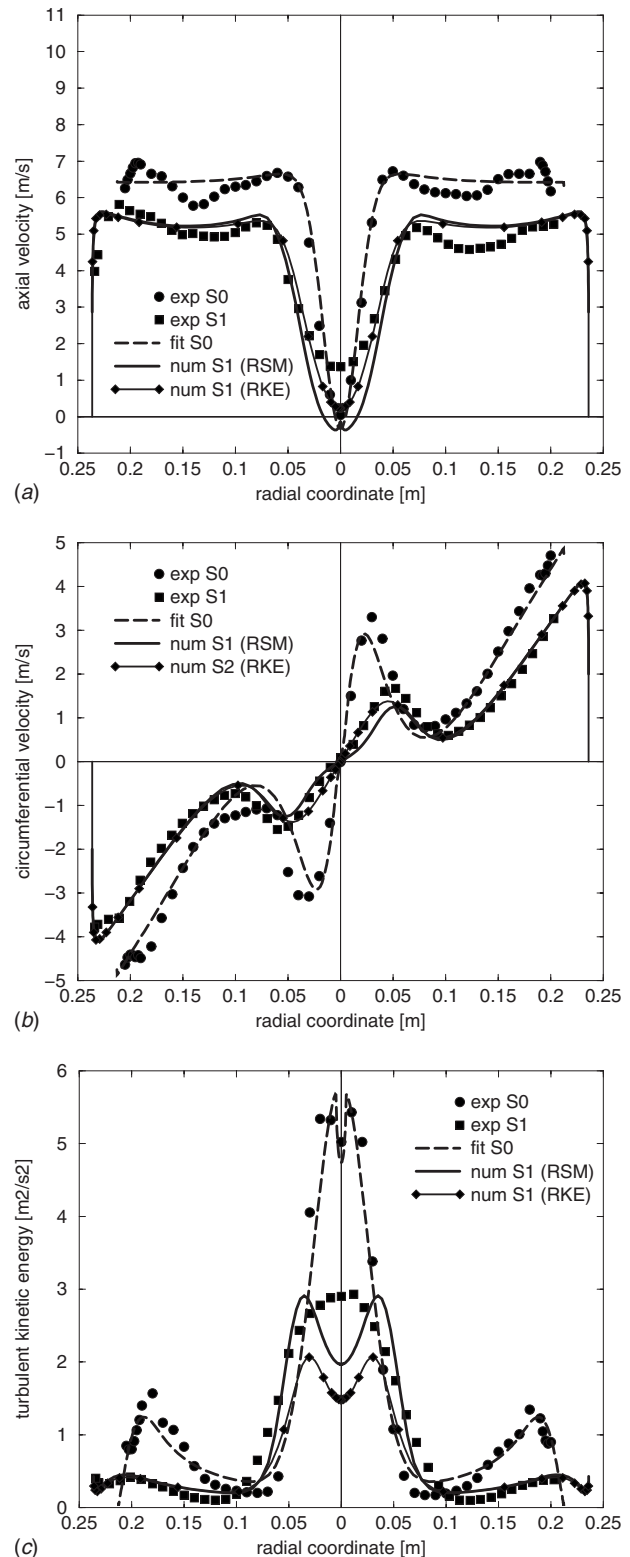 11
10
9
8
7
6
5
4
3
2
1
0
−1
axial velocity [m/s]
exp S0
exp S1
fit S0
num S1 (RSM)
num S1 (RKE)
0.25 0.2 0.15 0.1 0.05 0 0.05 0.1 0.15 0.2 0.25
(a) radial coordinate [m]
5
4
3
2
1
0
−1
−2
−3
−4
−5
circumferential velocity [m/s]
exp S0
exp S1
fit S0
num S1 (RSM)
num S2 (RKE)
0.25 0.2 0.15 0.1 0.05 0 0.05 0.1 0.15 0.2 0.25
(b) radial coordinate [m]
6
5
4
3
2
1
0
turbulent kinetic energy [m2/s2]
exp S0
exp S1
fit S0
num S1 (RSM)
num S1 (RKE)
0.25 0.2 0.15 0.1 0.05 0 0.05 0.1 0.15 0.2 0.25
(c) radial coordinate [m]